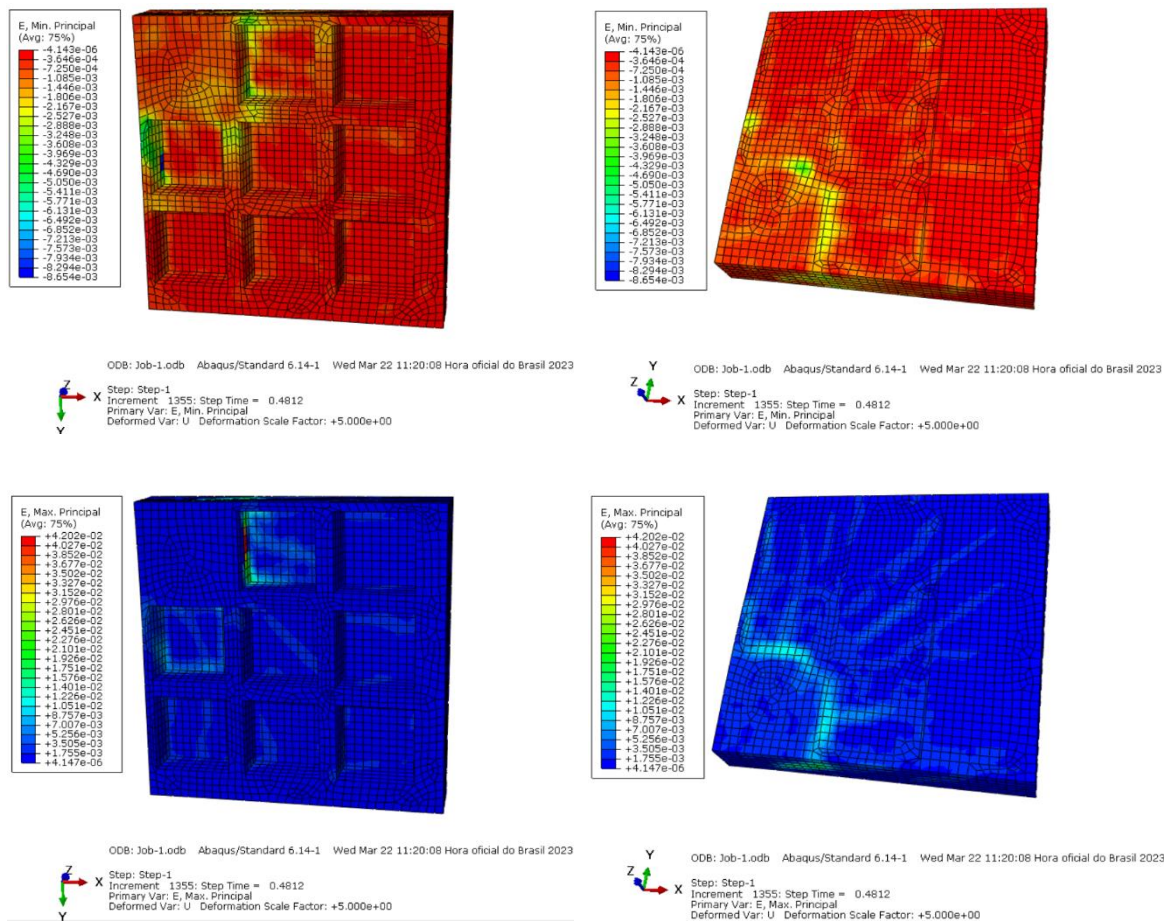 E, Min. Principal
(Avg: 75%)
-4.143e-06
-3.646e-04
-7.250e-04
-1.085e-03
-1.446e-03
-1.806e-03
-2.167e-03
-2.527e-03
-2.888e-03
-3.248e-03
-3.608e-03
-3.969e-03
-4.329e-03
-4.690e-03
-5.050e-03
-5.411e-03
-5.771e-03
-6.131e-03
-6.492e-03
-6.852e-03
-7.213e-03
-7.573e-03
-7.934e-03
-8.294e-03
-8.654e-03
ODB: Job-1.odb Abaqus/Standard 6.14-1 Wed Mar 22 11:20:08 Hora oficial do Brasil 2023
Z
X
Y
Step: Step-1
Increment 1355: Step Time = 0.4812
Primary Var: E, Min. Principal
Deformed Var: U Deformation Scale Factor: +5.000e+00
E, Min. Principal
(Avg: 75%)
-4.143e-06
-3.646e-04
-7.250e-04
-1.085e-03
-1.446e-03
-1.806e-03
-2.167e-03
-2.527e-03
-2.888e-03
-3.248e-03
-3.608e-03
-3.969e-03
-4.329e-03
-4.690e-03
-5.050e-03
-5.411e-03
-5.771e-03
-6.131e-03
-6.492e-03
-6.852e-03
-7.213e-03
-7.573e-03
-7.934e-03
-8.294e-03
-8.654e-03
ODB: Job-1.odb Abaqus/Standard 6.14-1 Wed Mar 22 11:20:08 Hora oficial do Brasil 2023
Y
Z
X
Step: Step-1
Increment 1355: Step Time = 0.4812
Primary Var: E, Min. Principal
Deformed Var: U Deformation Scale Factor: +5.000e+00
E, Max. Principal
(Avg: 75%)
+4.202e-02
+4.027e-02
+3.852e-02
+3.677e-02
+3.502e-02
+3.327e-02
+3.152e-02
+2.976e-02
+2.801e-02
+2.626e-02
+2.451e-02
+2.276e-02
+2.101e-02
+1.926e-02
+1.751e-02
+1.576e-02
+1.401e-02
+1.226e-02
+1.051e-02
+8.757e-03
+7.007e-03
+5.256e-03
+3.505e-03
+1.755e-03
+4.147e-06
ODB: Job-1.odb Abaqus/Standard 6.14-1 Wed Mar 22 11:20:08 Hora oficial do Brasil 2023
Z
X
Y
Step: Step-1
Increment 1355: Step Time = 0.4812
Primary Var: E, Max. Principal
Deformed Var: U Deformation Scale Factor: +5.000e+00
E, Max. Principal
(Avg: 75%)
+4.202e-02
+4.027e-02
+3.852e-02
+3.677e-02
+3.502e-02
+3.327e-02
+3.152e-02
+2.976e-02
+2.801e-02
+2.626e-02
+2.451e-02
+2.276e-02
+2.101e-02
+1.926e-02
+1.751e-02
+1.576e-02
+1.401e-02
+1.226e-02
+1.051e-02
+8.757e-03
+7.007e-03
+5.256e-03
+3.505e-03
+1.755e-03
+4.147e-06
ODB: Job-1.odb Abaqus/Standard 6.14-1 Wed Mar 22 11:20:08 Hora oficial do Brasil 2023
Y
Z
X
Step: Step-1
Increment 1355: Step Time = 0.4812
Primary Var: E, Max. Principal
Deformed Var: U Deformation Scale Factor: +5.000e+00